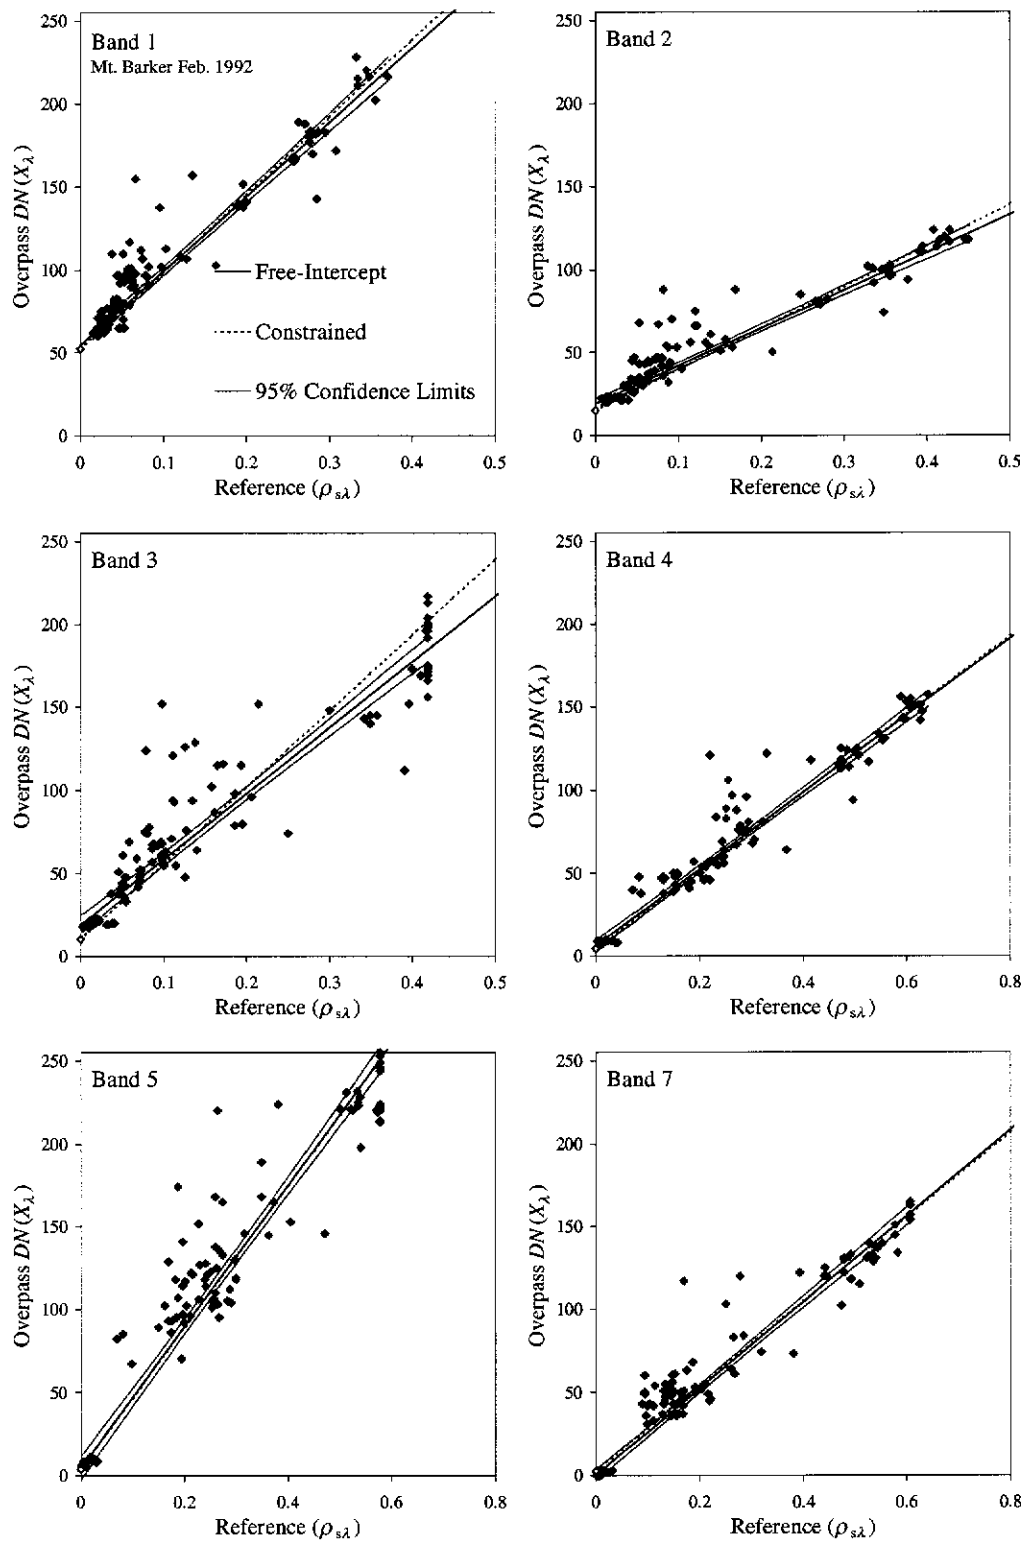 Band 1
Mt. Barker Feb. 1992
250
200
150
100
50
0
Overpass DN (Xλ)
Free-Intercept
Constrained
95% Confidence Limits
0 0.1 0.2 0.3 0.4 0.5
Reference (ρsλ)
Band 2
250
200
150
100
50
0
Overpass DN (Xλ)
0 0.1 0.2 0.3 0.4 0.5
Reference (ρsλ)
Band 3
250
200
150
100
50
0
Overpass DN (Xλ)
0 0.1 0.2 0.3 0.4 0.5
Reference (ρsλ)
Band 4
250
200
150
100
50
0
Overpass DN (Xλ)
0 0.2 0.4 0.6 0.8
Reference (ρsλ)
Band 5
250
200
150
100
50
0
Overpass DN (Xλ)
0 0.2 0.4 0.6 0.8
Reference (ρsλ)
Band 7
250
200
150
100
50
0
Overpass DN (Xλ)
0 0.2 0.4 0.6 0.8
Reference (ρsλ)